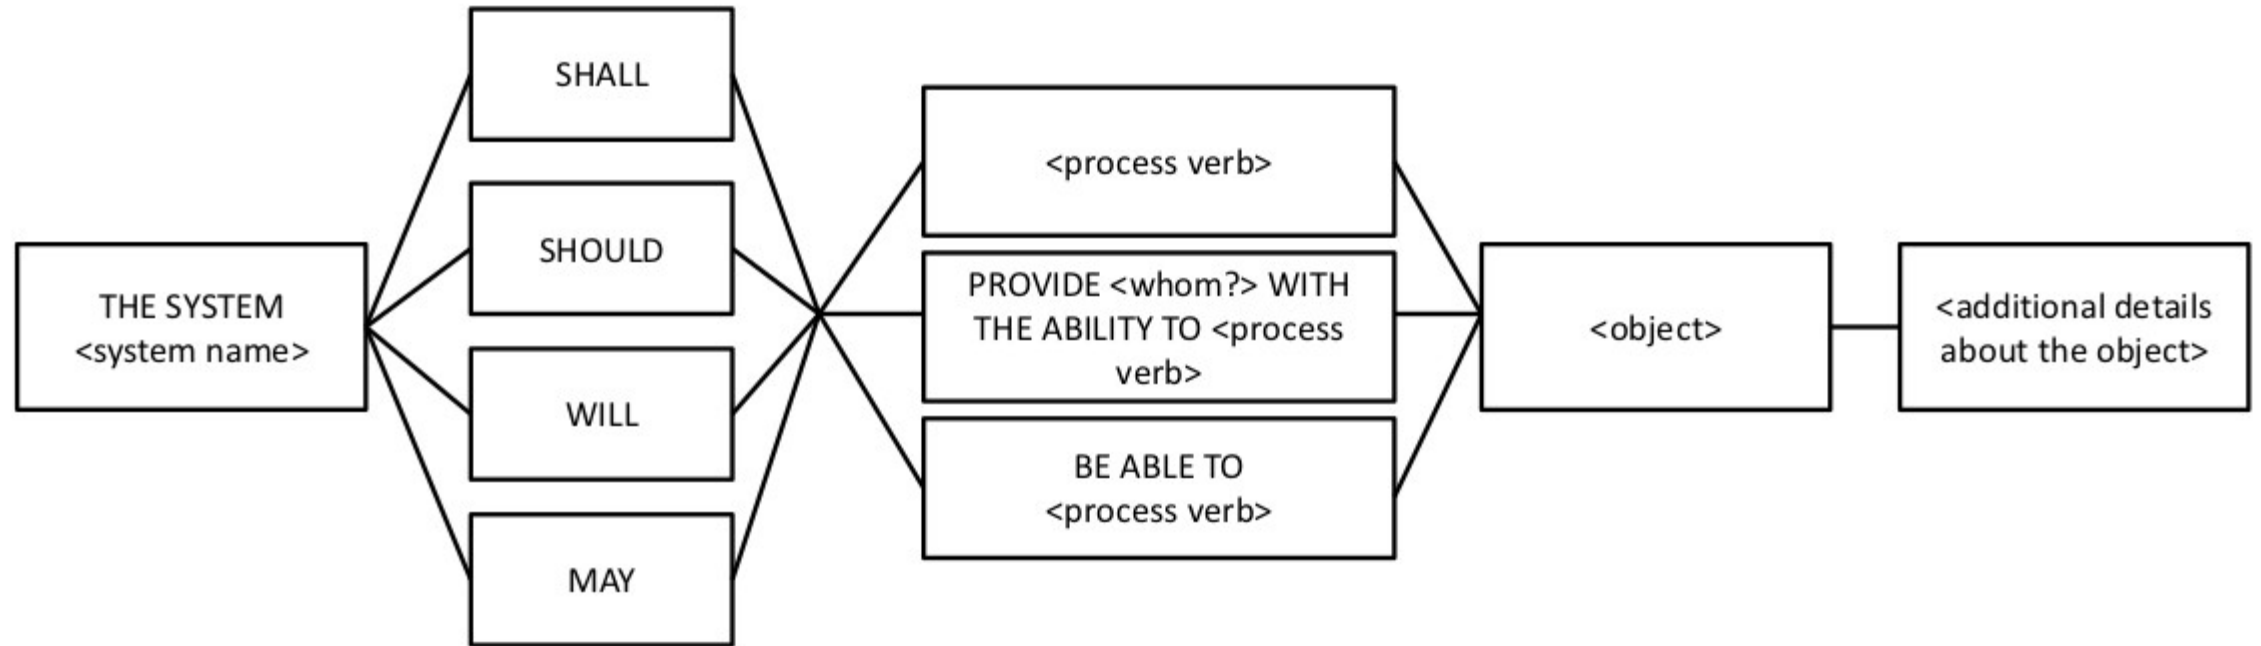 THE SYSTEM
<system name>
SHALL
SHOULD
WILL
MAY
<process verb>
PROVIDE <whom?> WITH
THE ABILITY TO <process
verb>
BE ABLE TO
<process verb>
<object>
<additional details
about the object>